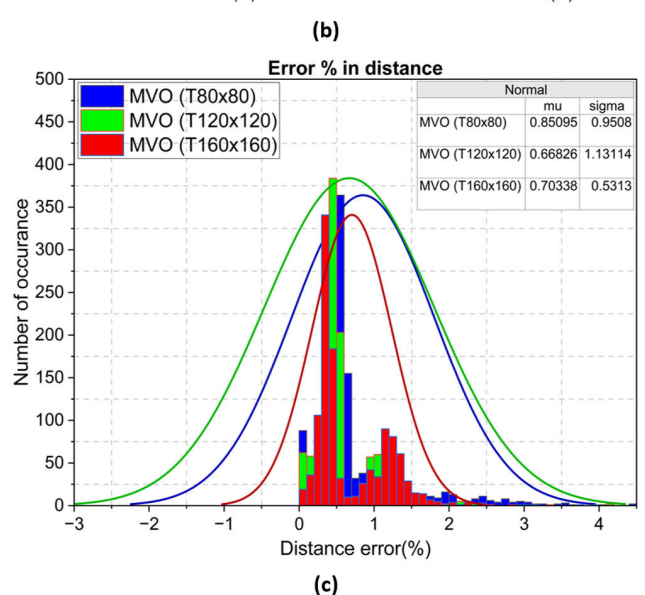 (b)
Error % in distance
500
450
400
350
300
250
200
150
100
50
0
Number of occurance
MVO (T80x80)
MVO (T120x120)
MVO (T160x160)
Normal
mu sigma
MVO (T80x80) 0.85095 0.9508
MVO (T120x120) 0.66826 1.13114
MVO (T160x160) 0.70338 0.5313
−3 −2 −1 0 1 2 3 4
Distance error(%)
(c)